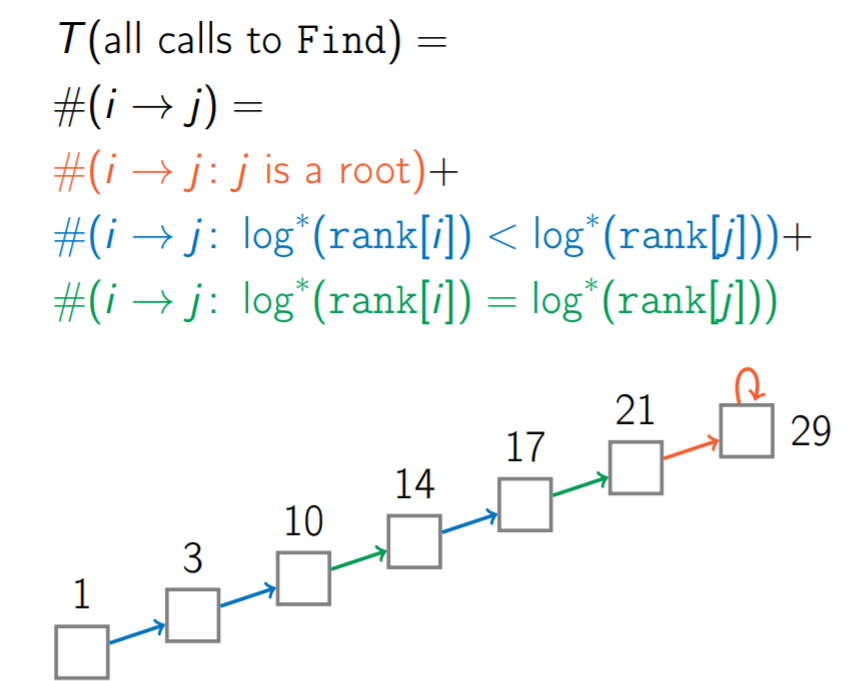 T(all calls to Find) =
#(i → j) =
#(i → j: j is a root)+
#(i → j: log*(rank[i]) < log*(rank[j]))+
#(i → j: log*(rank[i]) = log*(rank[j]))
1
3
10
14
17
21
29